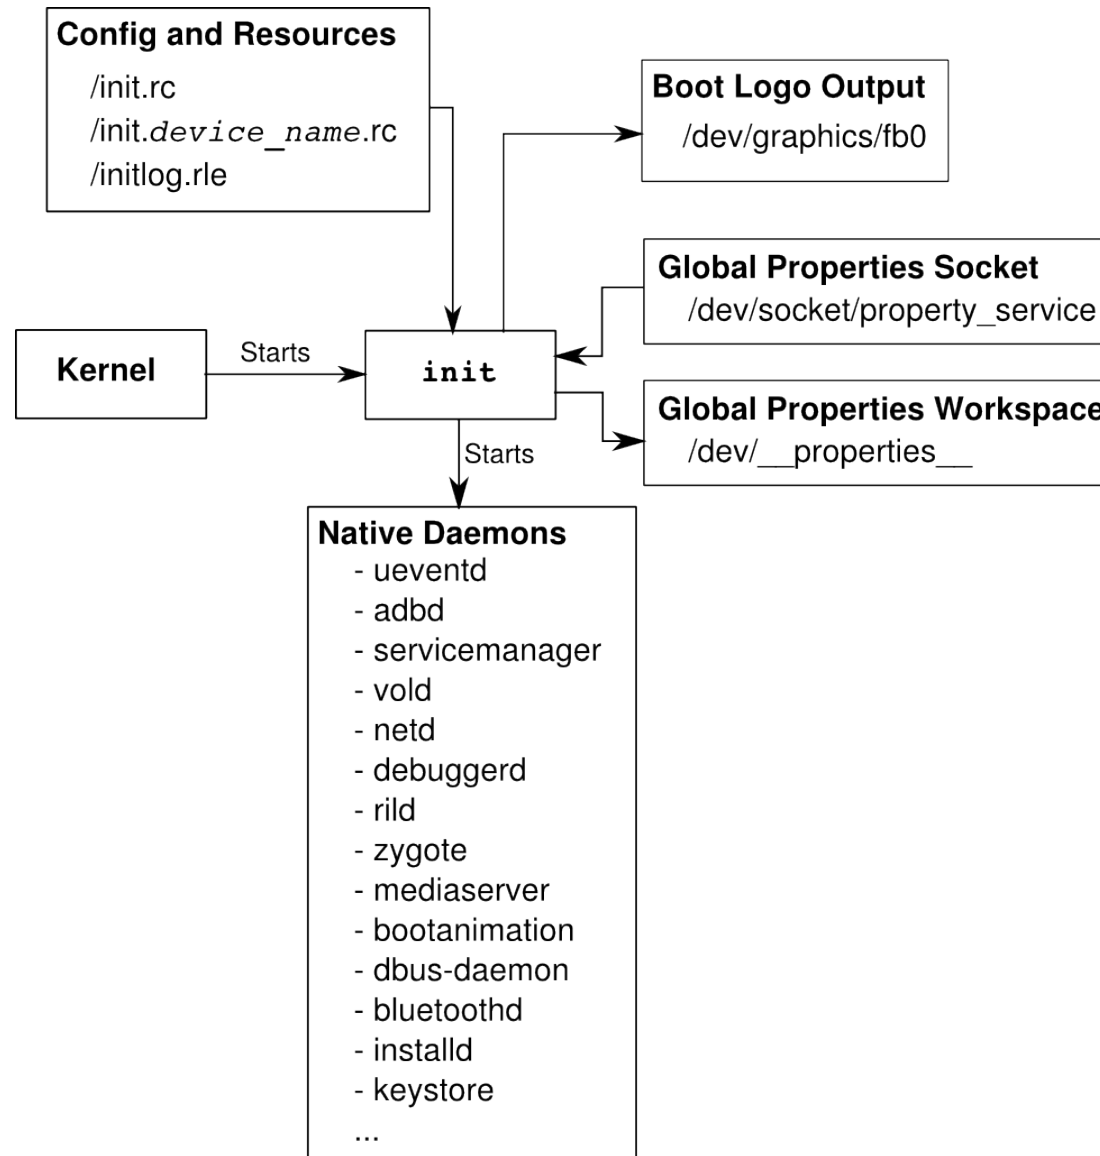 Config and Resources
/init.rc
/init.device_name.rc
/initlog.rle
Boot Logo Output
/dev/graphics/fb0
Global Properties Socket
/dev/socket/property_service
Kernel
Starts
init
Global Properties Workspace
/dev/__properties__
Starts
Native Daemons
- ueventd
- adbd
- servicemanager
- vold
- netd
- debuggerd
- rild
- zygote
- mediaserver
- bootanimation
- dbus-daemon
- bluetoothd
- installd
- keystore
...